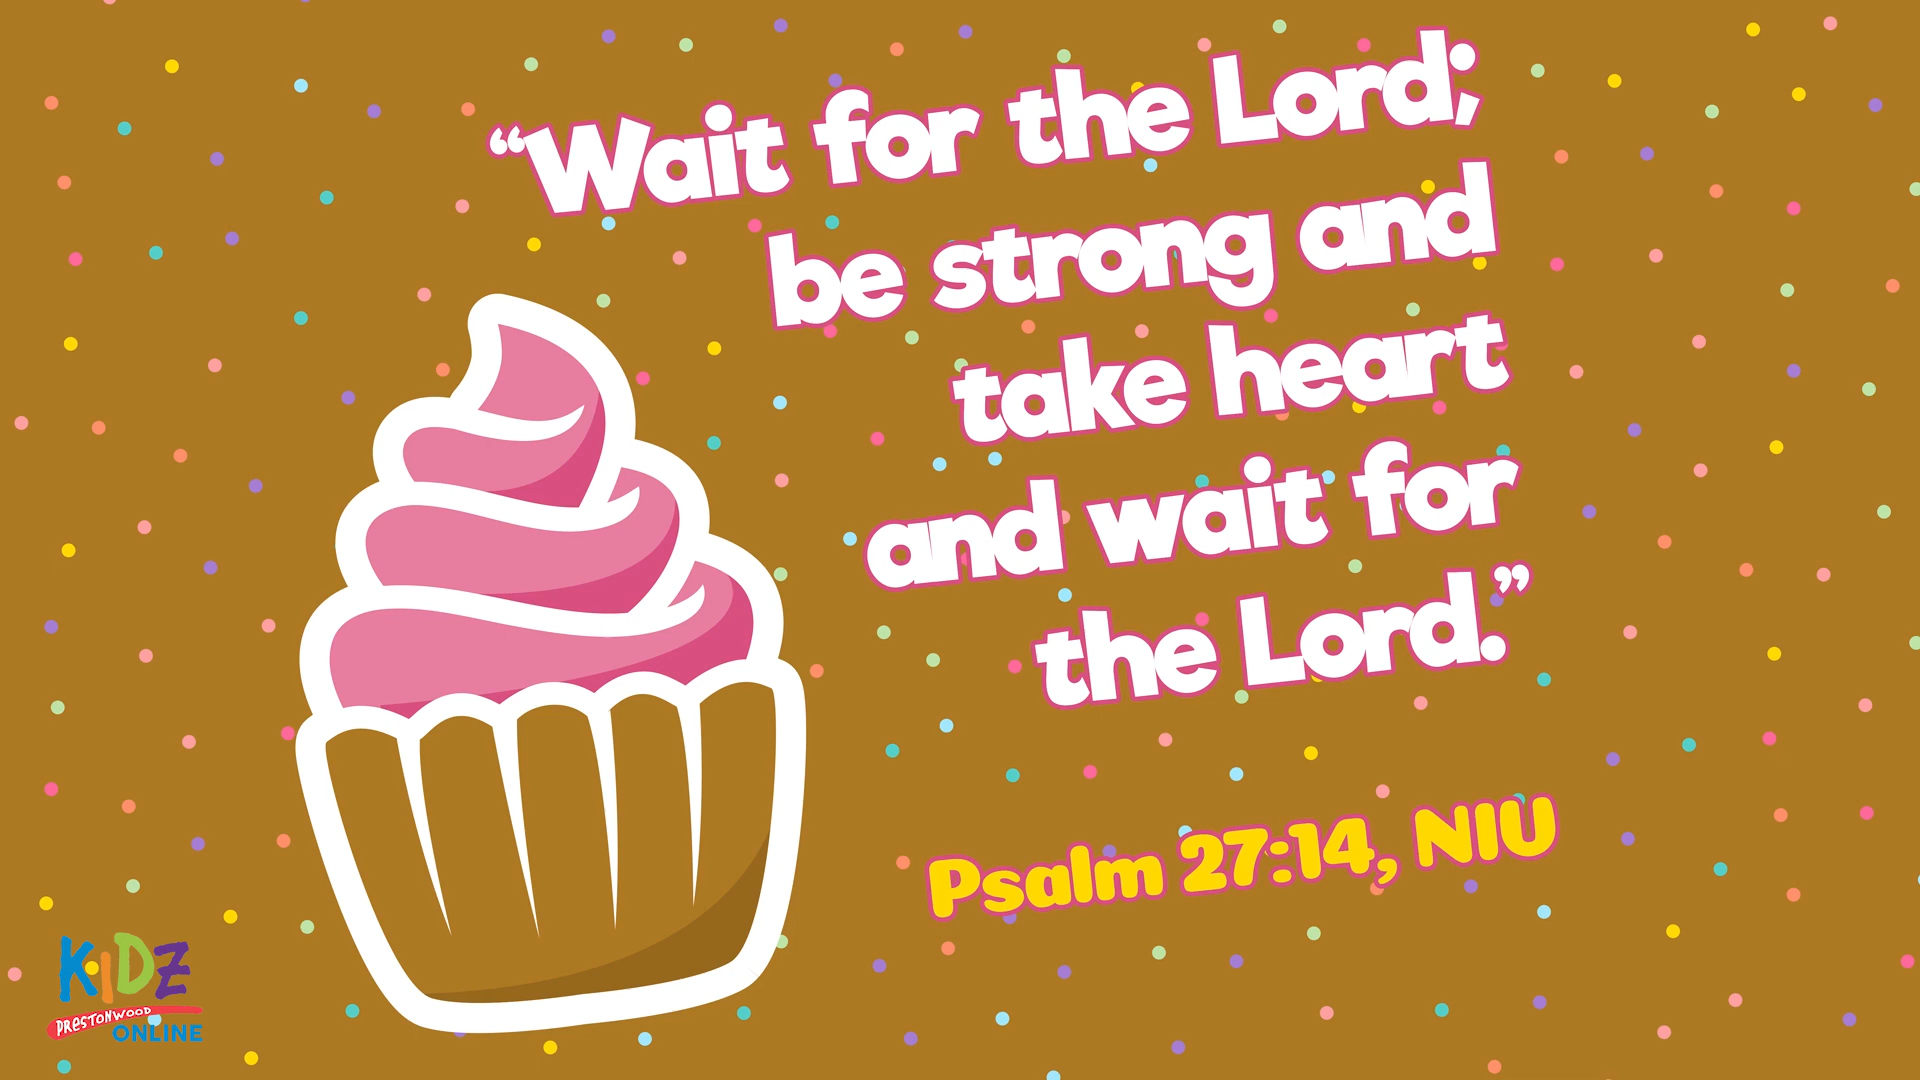 “Wait for the Lord;
be strong and
take heart
and wait for
the Lord.”
Psalm 27:14, NIU
KiDZ
PRESTONWOOD
ONLINE